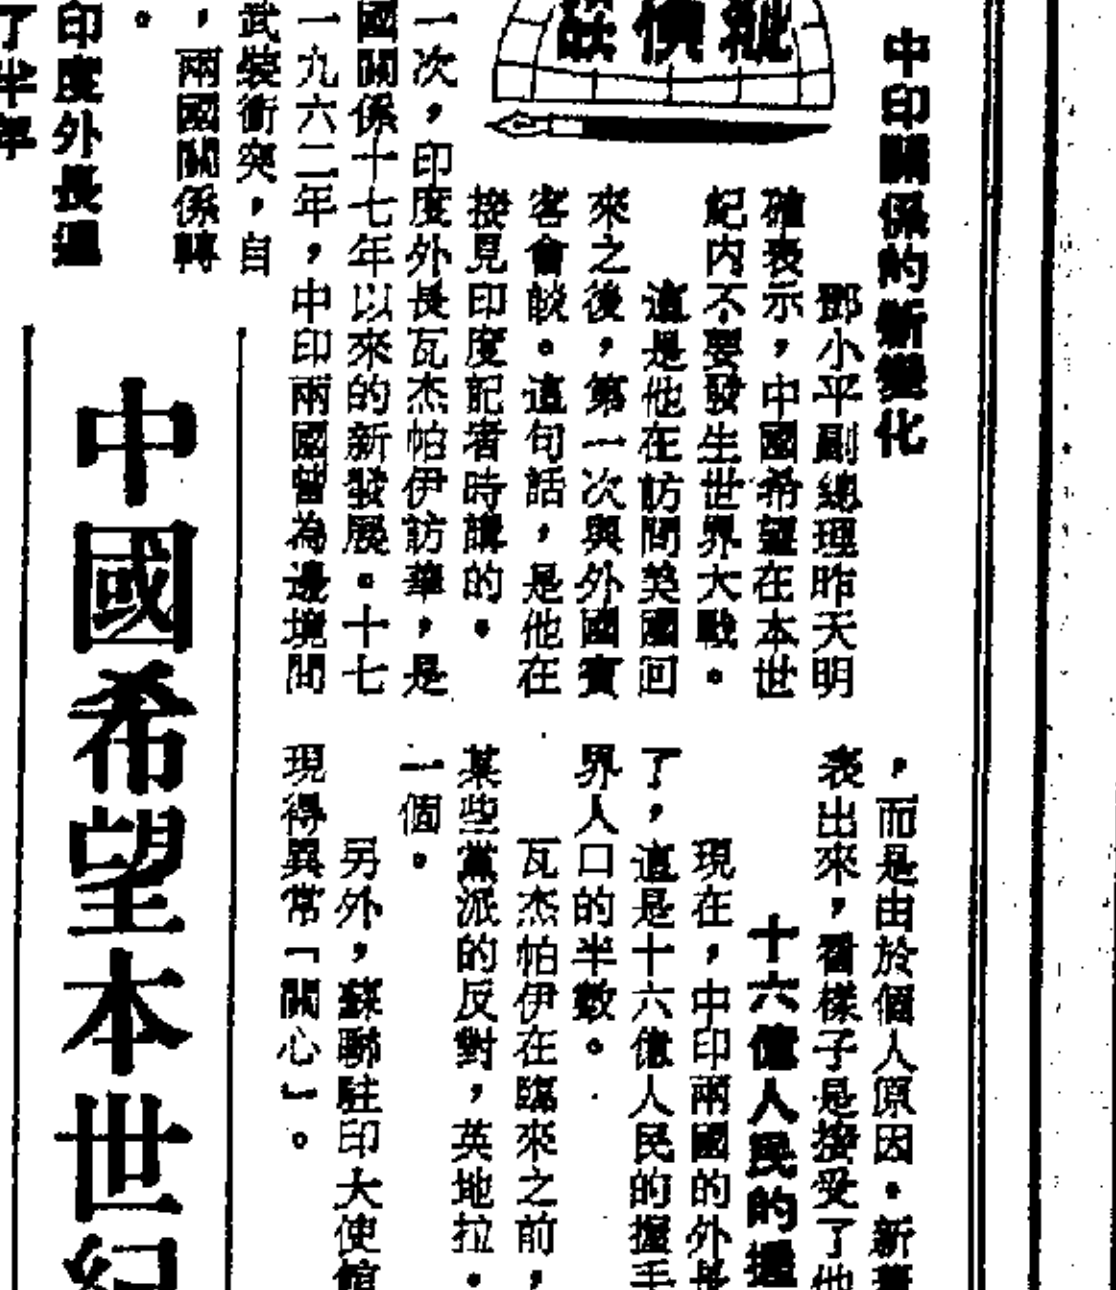 中印關係的新變化
鄧小平副總理昨天明
確表示，中國希望在本世
紀内不要發生世界大戰。
這是他在訪問美國回
來之後，第一次與外國賓
客會談。這句話，是他在
接見印度記者時講的。
一次，印度外長瓦杰帕伊訪華，是
國關係十七年以來的新發展。十七
一九六二年，中印兩國曾為邊境問
武裝衝突，自
，兩國關係轉
。
印度外長週
了半年
中國希望本世紀
，而是由於個人原因。新
表出來，看樣子是接受了他
十六億人民的握
現在，中印兩國的外長
了，這是十六億人民的握手
界人口的半數。
瓦杰帕伊在臨來之前，
某些黨派的反對，英地拉·
一個。
另外，蘇聯駐印大使館
現得異常「關心」。